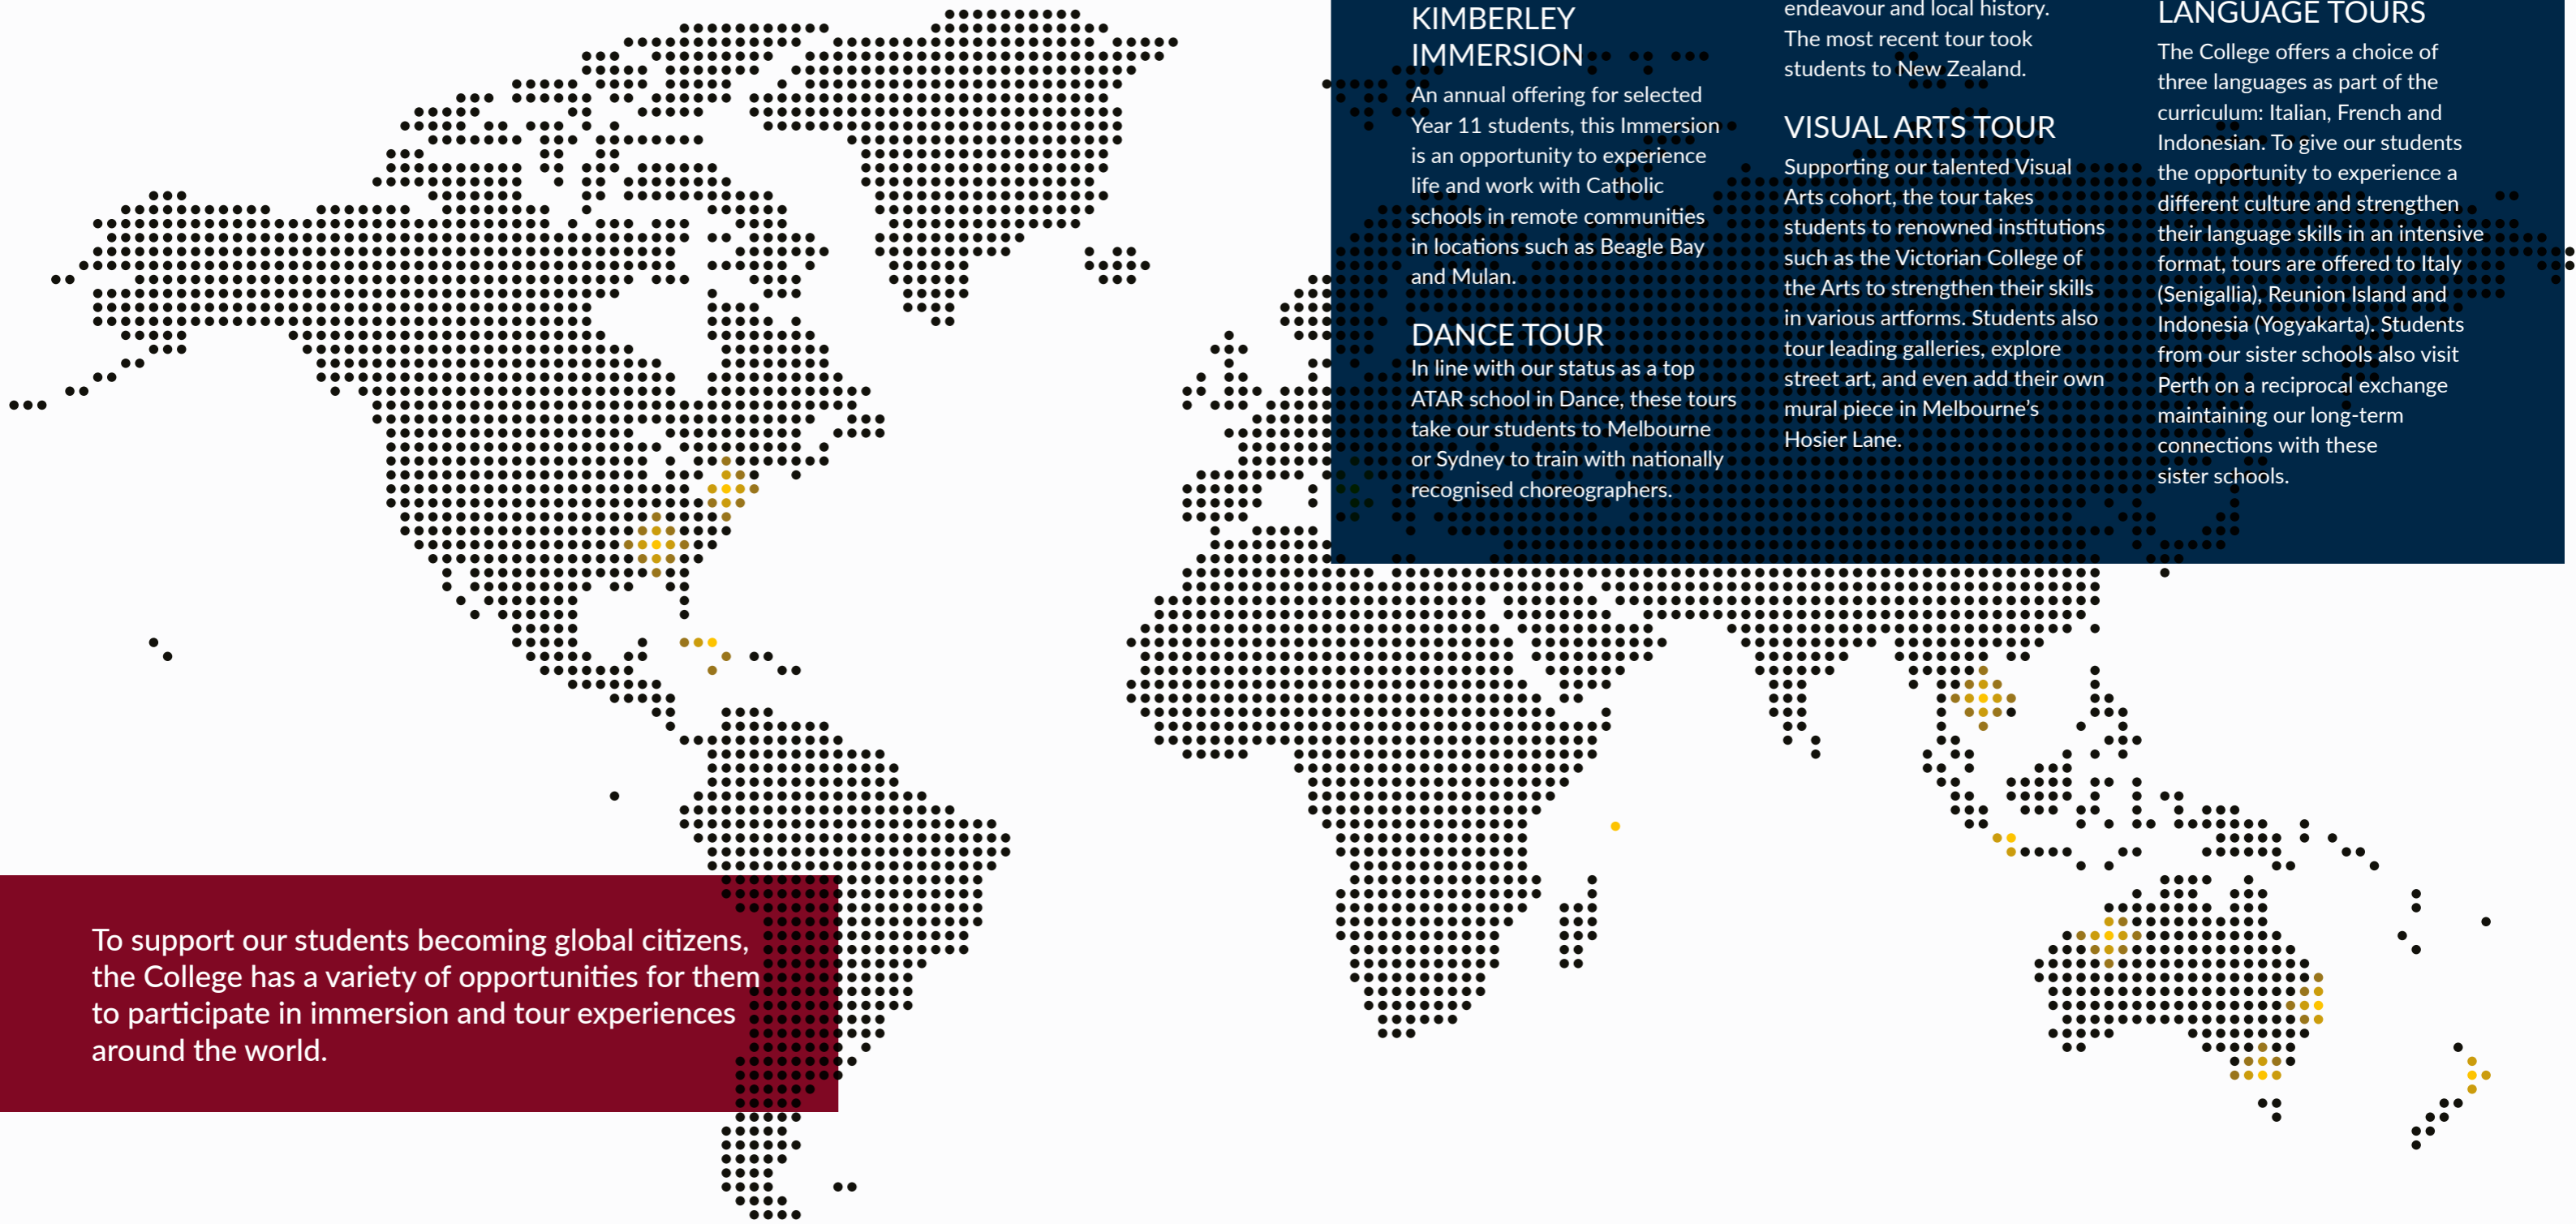 KIMBERLEY
IMMERSION
An annual offering for selected
Year 11 students, this Immersion
is an opportunity to experience
life and work with Catholic
schools in remote communities
in locations such as Beagle Bay
and Mulan.
DANCE TOUR
In line with our status as a top
ATAR school in Dance, these tours
take our students to Melbourne
or Sydney to train with nationally
recognised choreographers.
endeavour and local history.
The most recent tour took
students to New Zealand.
VISUAL ARTS TOUR
Supporting our talented Visual
Arts cohort, the tour takes
students to renowned institutions
such as the Victorian College of
the Arts to strengthen their skills
in various artforms. Students also
tour leading galleries, explore
street art, and even add their own
mural piece in Melbourne’s
Hosier Lane.
LANGUAGE TOURS
The College offers a choice of
three languages as part of the
curriculum: Italian, French and
Indonesian. To give our students
the opportunity to experience a
different culture and strengthen
their language skills in an intensive
format, tours are offered to Italy
(Senigallia), Reunion Island and
Indonesia (Yogyakarta). Students
from our sister schools also visit
Perth on a reciprocal exchange
maintaining our long-term
connections with these
sister schools.
To support our students becoming global citizens,
the College has a variety of opportunities for them
to participate in immersion and tour experiences
around the world.